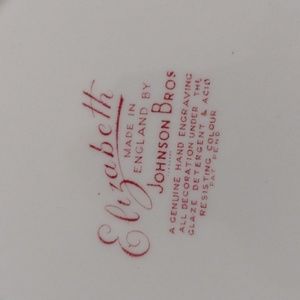 Elizabeth
MADE IN
ENGLAND BY
JOHNSON BROS
A GENUINE HAND ENGRAVING
ALL DECORATION UNDER THE
GLAZE DETERGENT & ACID
RESISTING COLOUR
PAT. PEND.